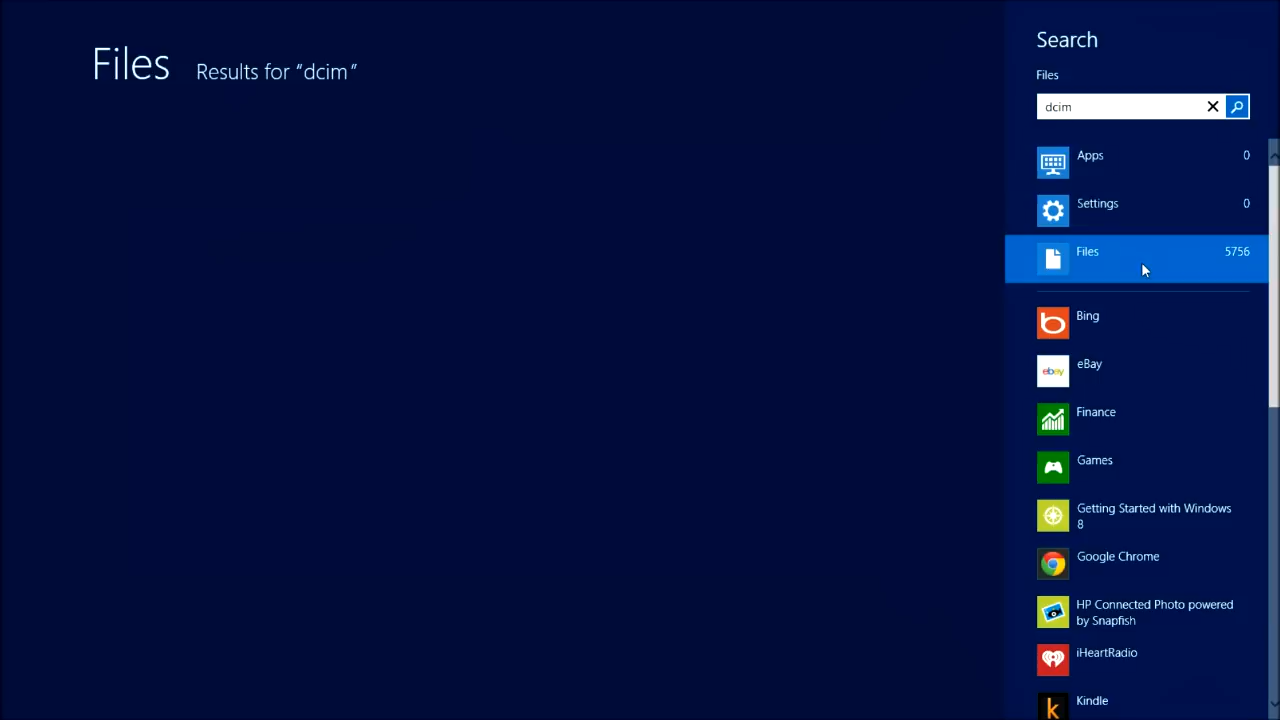 Files Results for “dcim”
Search
Files
dcim
Apps 0
Settings 0
Files 5756
Bing
ebay
eBay
Finance
Games
Getting Started with Windows
8
Google Chrome
HP Connected Photo powered
by Snapfish
iHeartRadio
k
Kindle